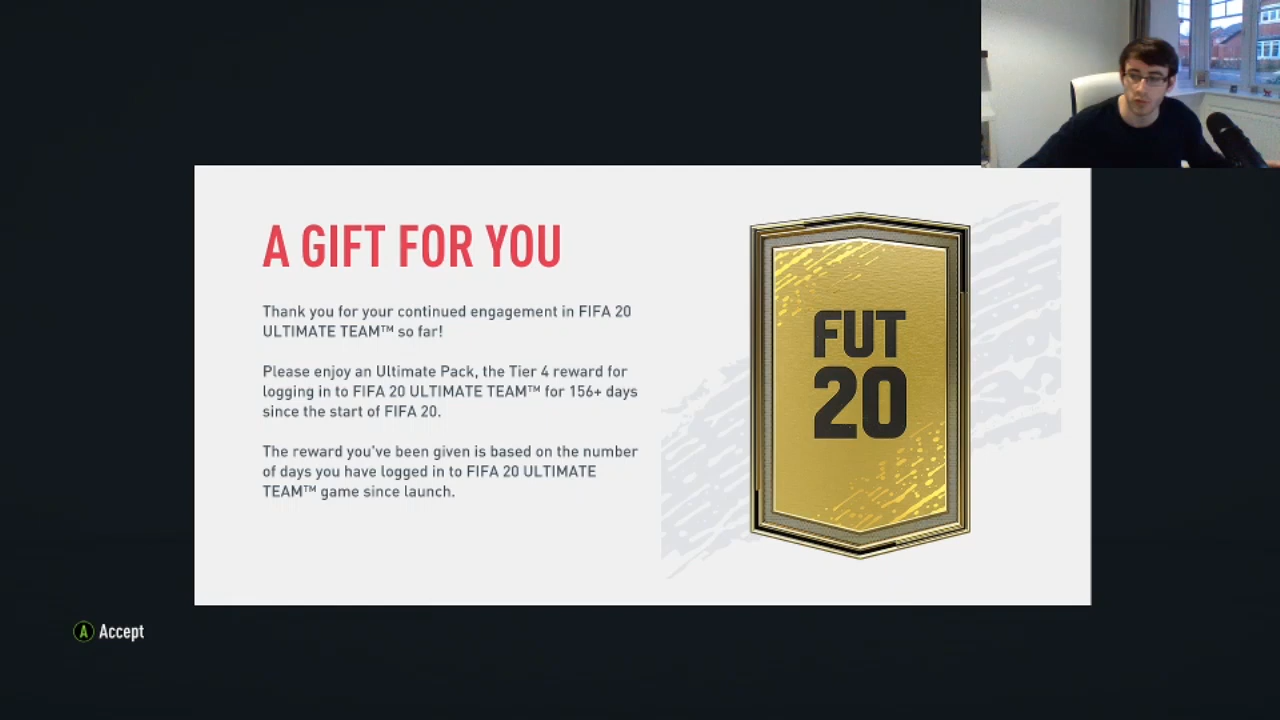 A GIFT FOR YOU
Thank you for your continued engagement in FIFA 20
ULTIMATE TEAM™ so far!
Please enjoy an Ultimate Pack, the Tier 4 reward for
logging in to FIFA 20 ULTIMATE TEAM™ for 156+ days
since the start of FIFA 20.
The reward you've been given is based on the number
of days you have logged in to FIFA 20 ULTIMATE
TEAM™ game since launch.
FUT
20
A Accept